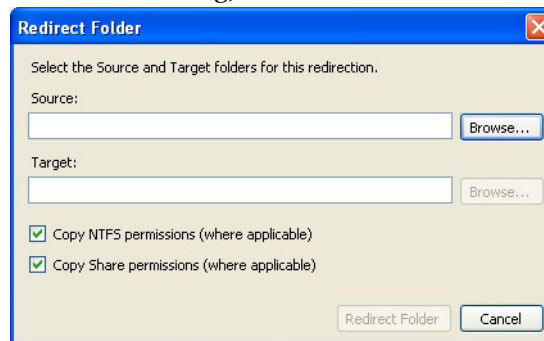 Redirect Folder
Select the Source and Target folders for this redirection.
Source:
Browse...
Target:
Browse...
Copy NTFS permissions (where applicable)
Copy Share permissions (where applicable)
Redirect Folder Cancel